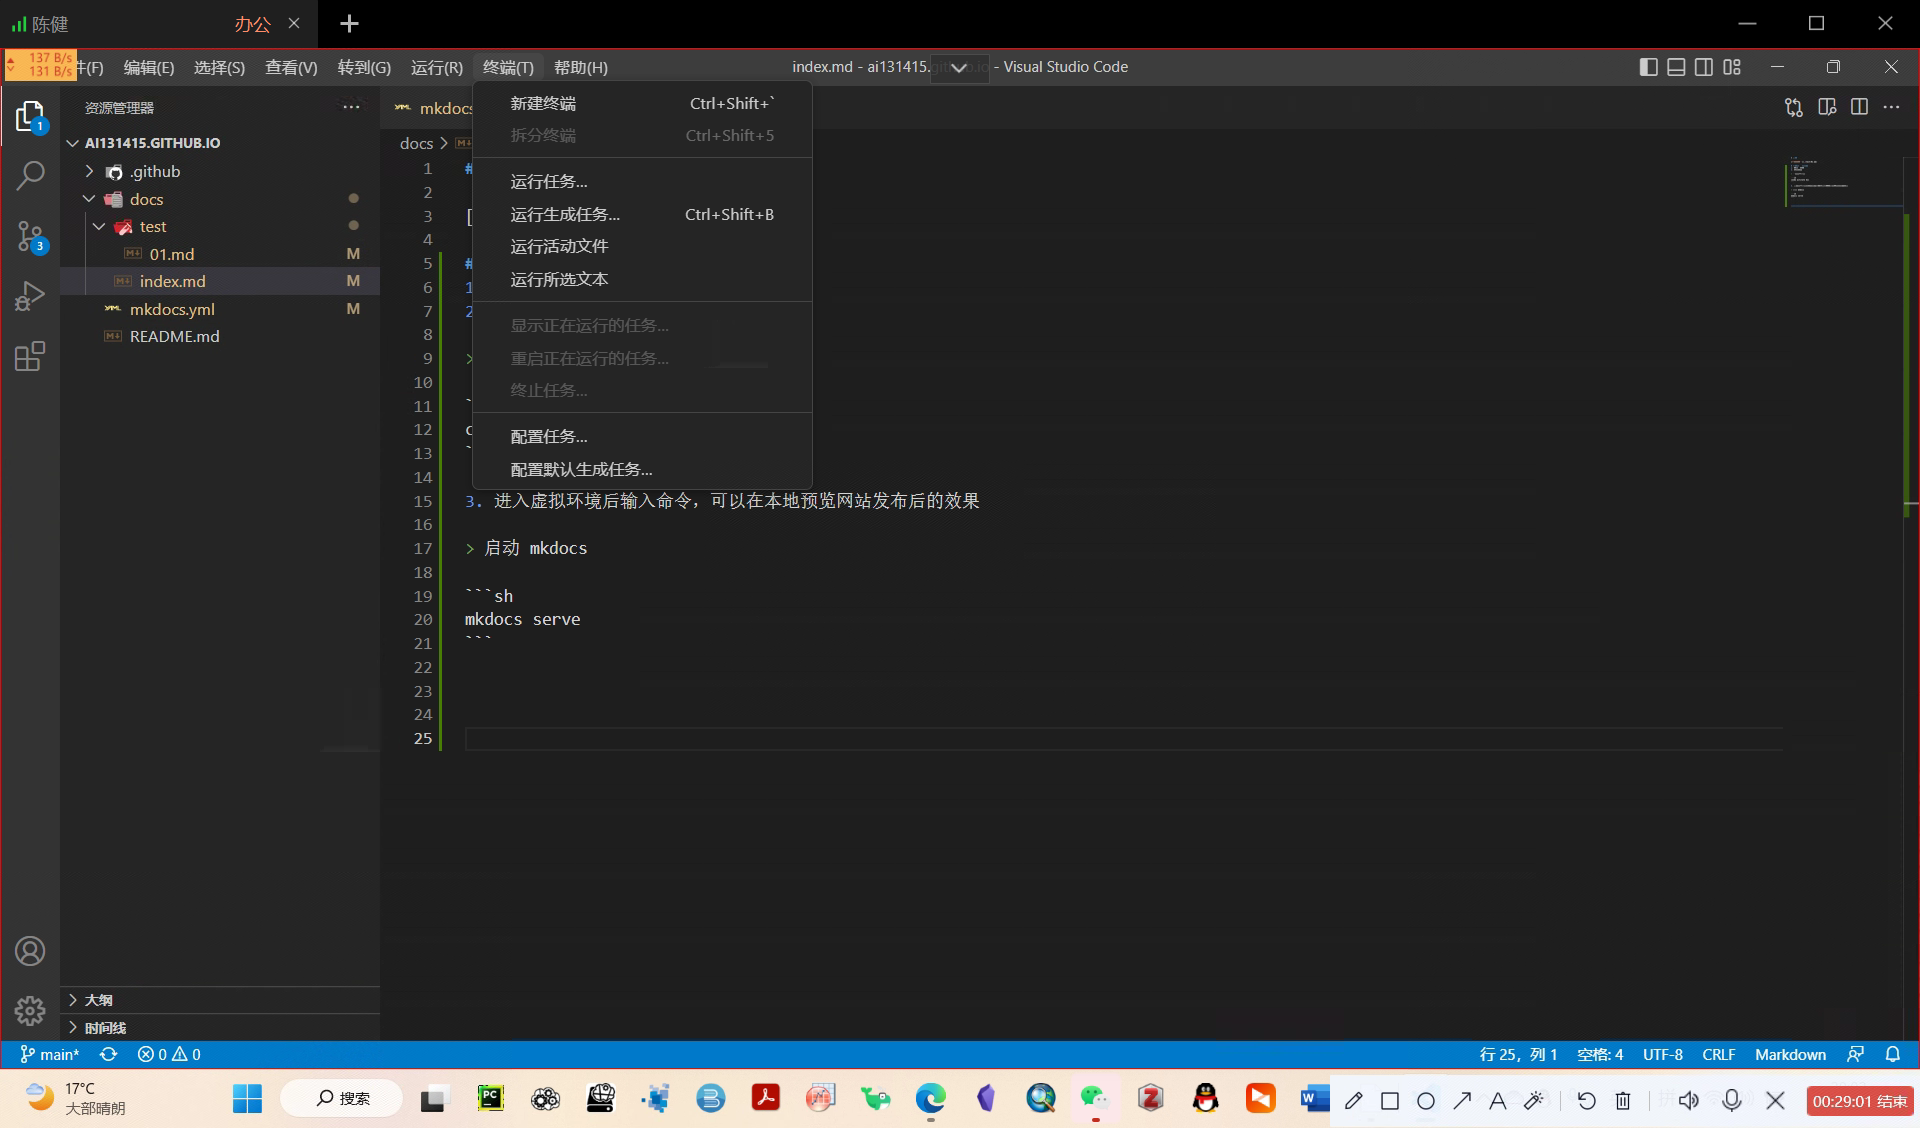 陈健 办公
137 B/s
131 B/s
件(F) 编辑(E) 选择(S) 查看(V) 转到(G) 运行(R) 终端(T) 帮助(H) index.md - ai131415.github.io - Visual Studio Code
资源管理器
AI131415.GITHUB.IO
.github
docs
test
01.md M
index.md M
mkdocs.yml M
README.md
1
3
大纲
时间线
mkdocs
docs
新建终端 Ctrl+Shift+`
拆分终端 Ctrl+Shift+5
运行任务...
运行生成任务... Ctrl+Shift+B
运行活动文件
运行所选文本
显示正在运行的任务...
重启正在运行的任务...
终止任务...
配置任务...
配置默认生成任务...
1 #
2
3 [
4
5 #
6 1
7 2
8
9 >
10
11 `
12 c
13 `
14
15 3. 进入虚拟环境后输入命令，可以在本地预览网站发布后的效果
16
17 > 启动 mkdocs
18
19 ```sh
20 mkdocs serve
21 ```
22
23
24
25
main* 0 0 行 25，列 1 空格: 4 UTF-8 CRLF Markdown
17°C
大部晴朗
搜索
00:29:01 结束